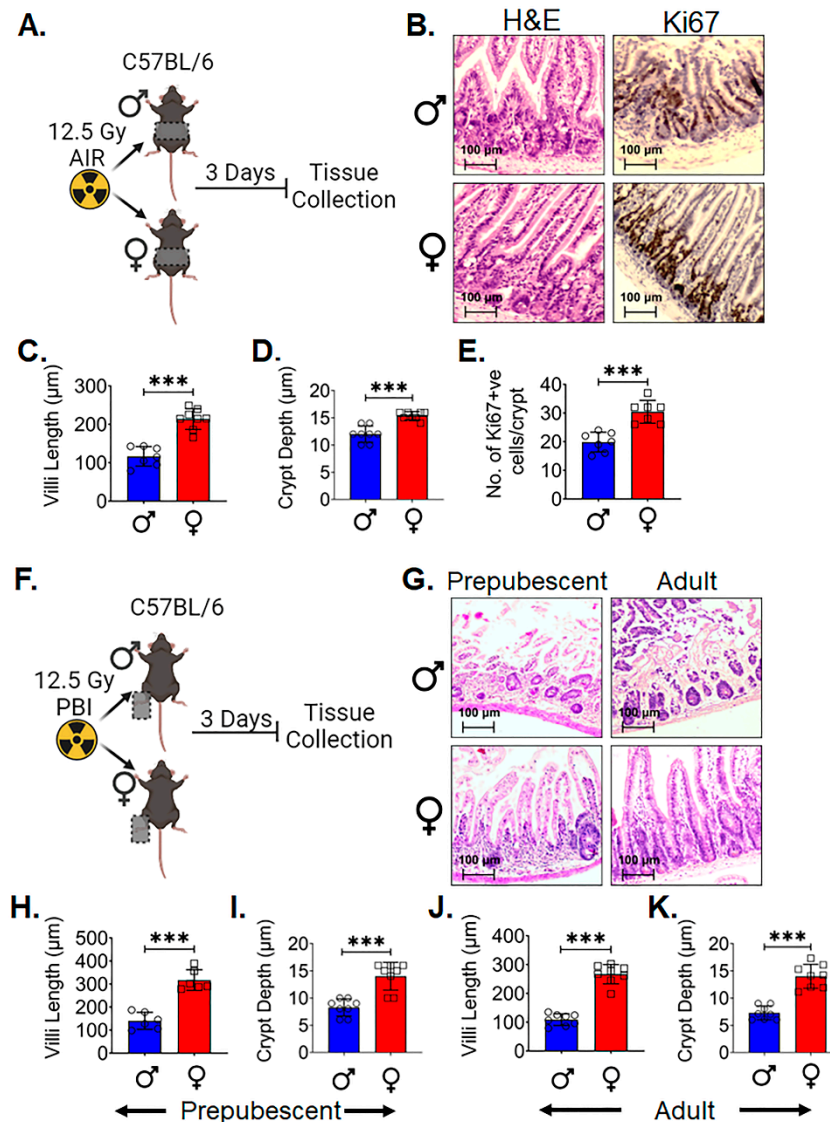 A.
C57BL/6
♂
12.5 Gy
AIR
3 Days
Tissue
Collection
♀
B.
H&E
Ki67
♂
100 µm
100 µm
♀
100 µm
100 µm
C.
Villi Length (µm)
300
200
100
0
***
♂
♀
D.
Crypt Depth (µm)
20
15
10
5
0
***
♂
♀
E.
No. of Ki67+ve
cells/crypt
40
30
20
10
0
***
♂
♀
F.
C57BL/6
♂
12.5 Gy
PBI
3 Days
Tissue
Collection
♀
G.
Prepubescent
Adult
♂
100 µm
100 µm
♀
100 µm
100 µm
H.
Villi Length (µm)
500
400
300
200
100
0
***
♂
♀
I.
Crypt Depth (µm)
20
15
10
5
0
***
♂
♀
Prepubescent
J.
Villi Length (µm)
400
300
200
100
0
***
♂
♀
K.
Crypt Depth (µm)
20
15
10
5
0
***
♂
♀
Adult